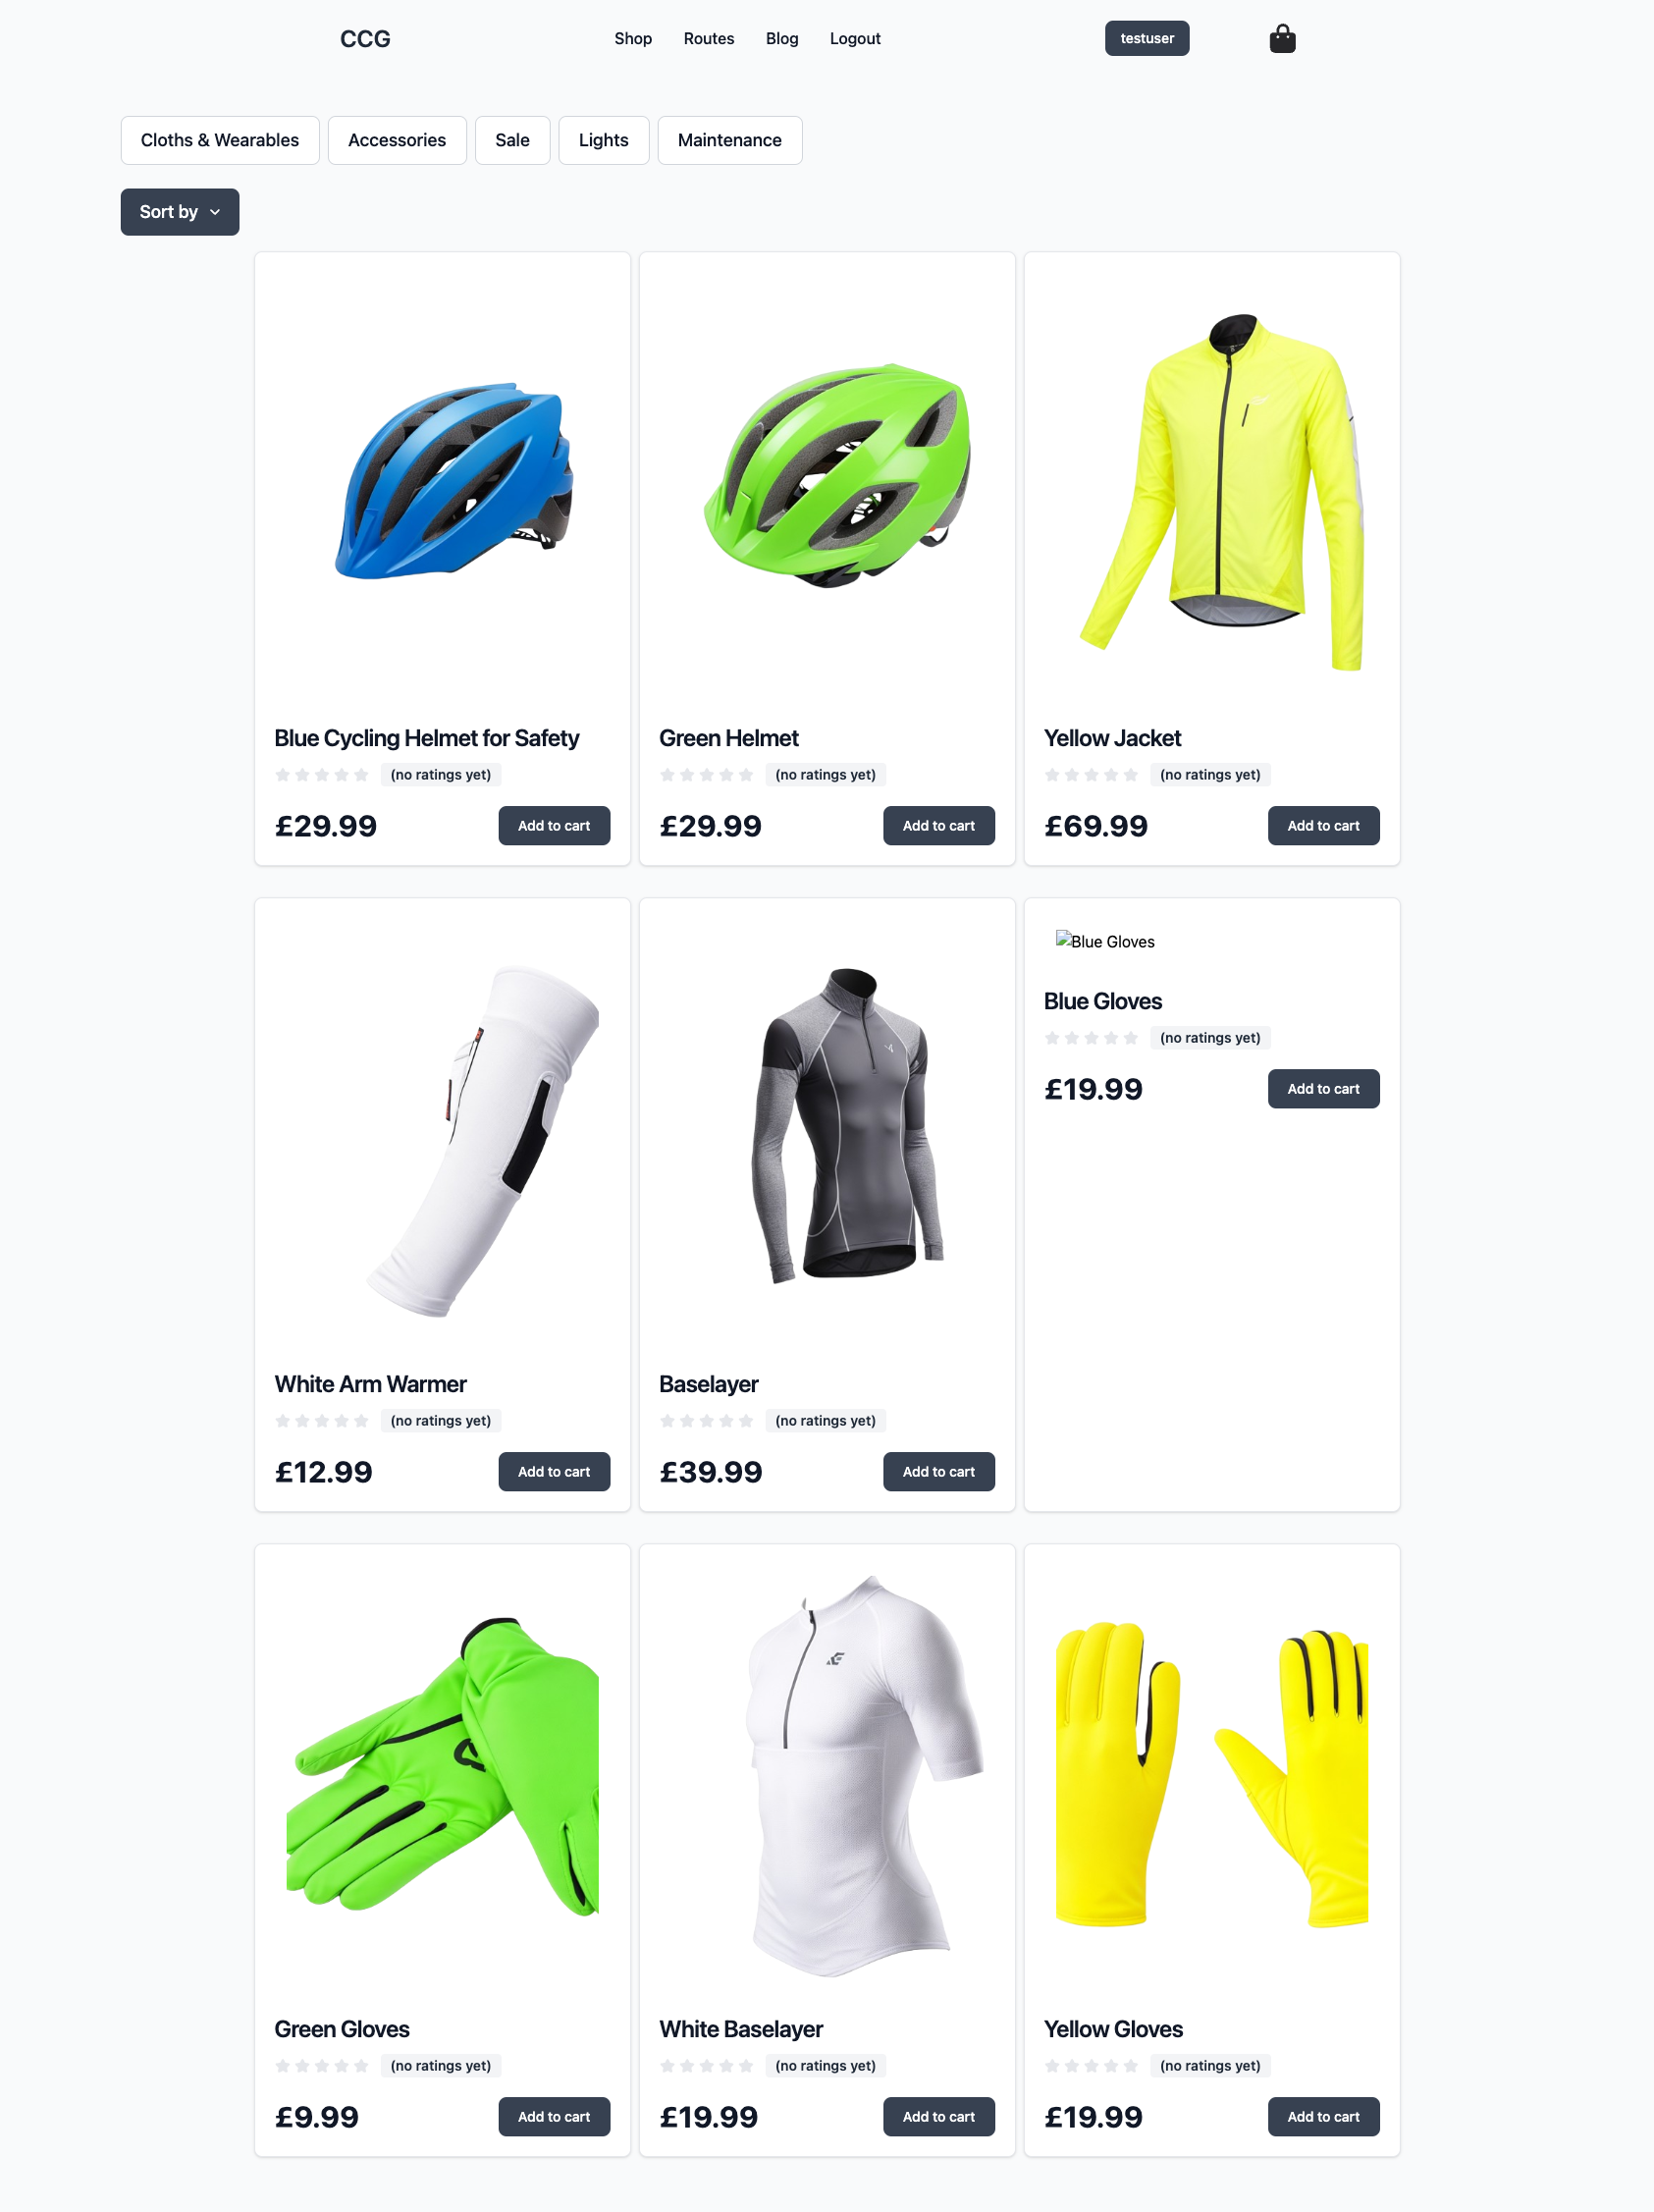 CCG
Shop Routes Blog Logout
testuser
Cloths & Wearables Accessories Sale Lights Maintenance
Sort by
Blue Cycling Helmet for Safety
(no ratings yet)
£29.99 Add to cart
Green Helmet
(no ratings yet)
£29.99 Add to cart
Yellow Jacket
(no ratings yet)
£69.99 Add to cart
White Arm Warmer
(no ratings yet)
£12.99 Add to cart
Baselayer
(no ratings yet)
£39.99 Add to cart
Blue Gloves
Blue Gloves
(no ratings yet)
£19.99 Add to cart
Green Gloves
(no ratings yet)
£9.99 Add to cart
White Baselayer
(no ratings yet)
£19.99 Add to cart
Yellow Gloves
(no ratings yet)
£19.99 Add to cart